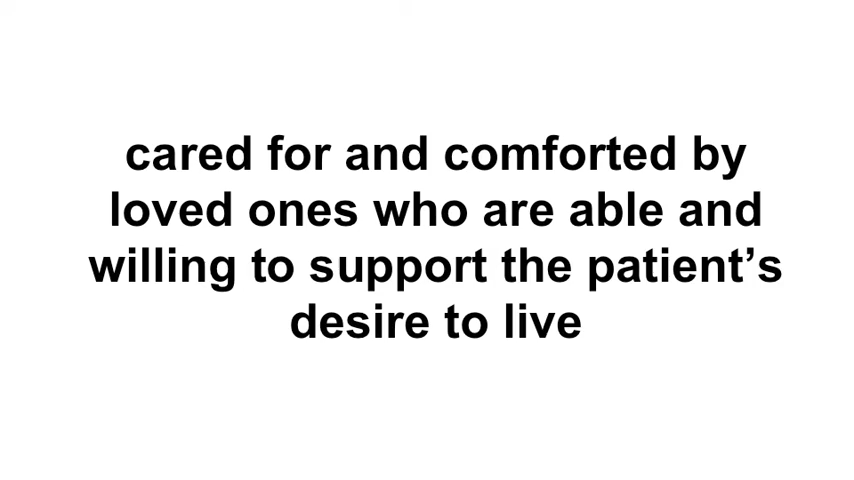 cared for and comforted by
loved ones who are able and
willing to support the patient’s
desire to live